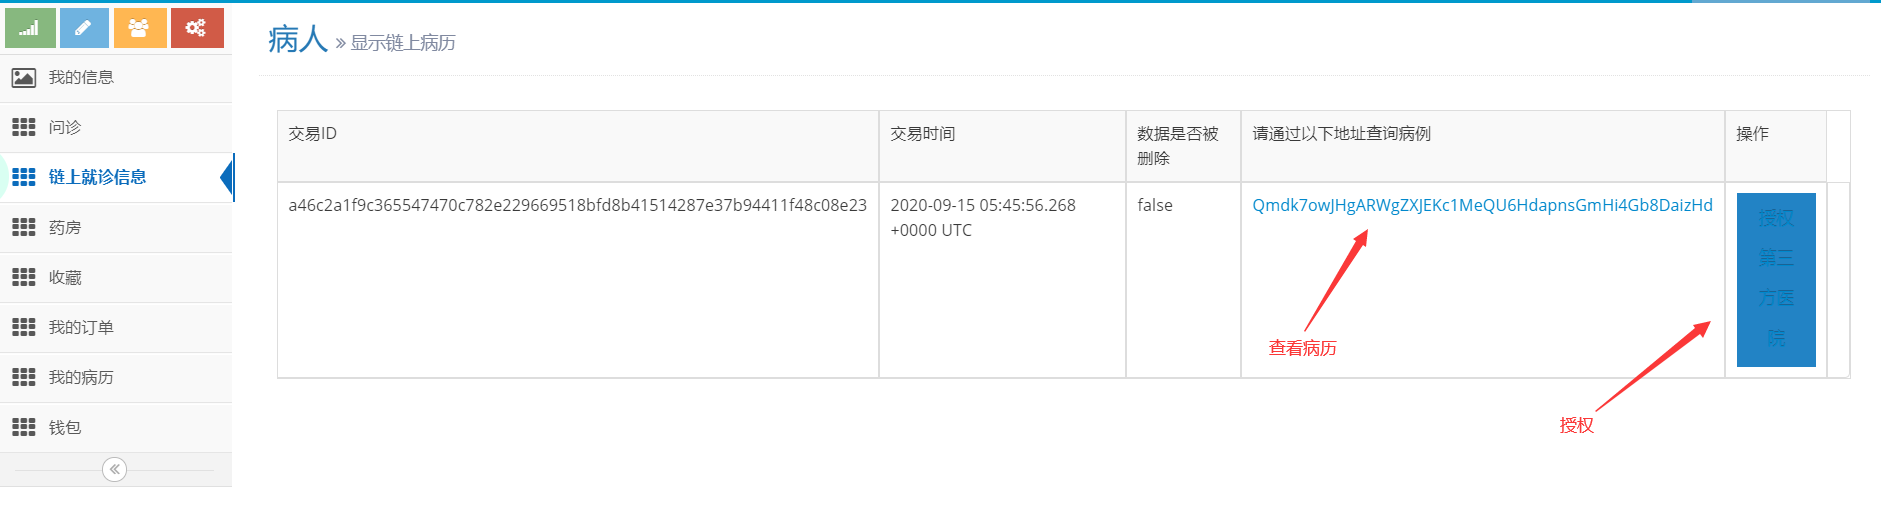 病人 » 显示链上病历
我的信息
问诊
链上就诊信息
药房
收藏
我的订单
我的病历
钱包
交易ID
交易时间
数据是否被
删除
请通过以下地址查询病例
操作
a46c2a1f9c365547470c782e229669518bfd8b41514287e37b94411f48c08e23
2020-09-15 05:45:56.268
+0000 UTC
false
Qmdk7owJHgARWgZXJEKc1MeQU6HdapnsGmHi4Gb8DaizHd
授权
第三
方医
院
查看病历
授权